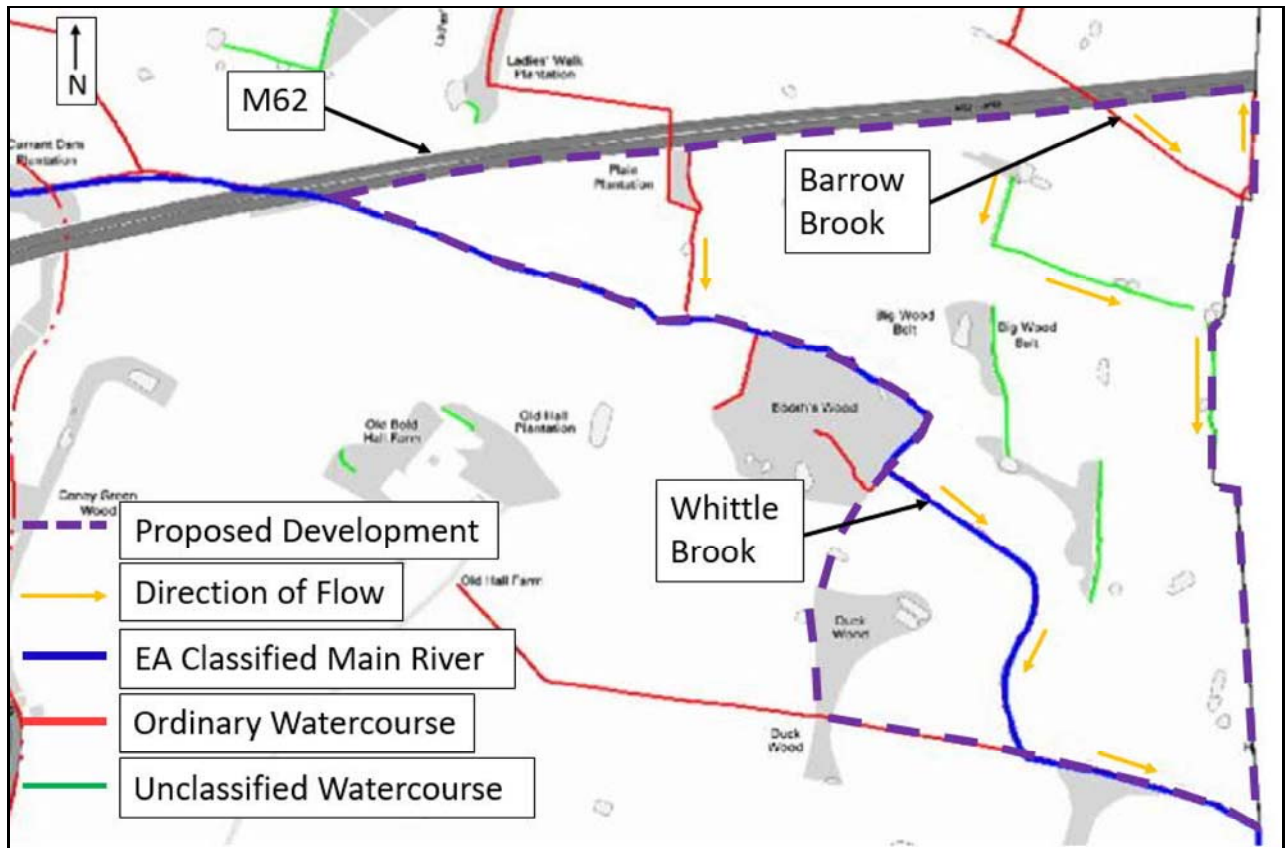 N
M62
Ladies'
Ladies' Walk
Plantation
Plantation
Plain
Plantation
Barrow
Brook
Big Wood
Belt
Big Wood
Belt
Booth's Wood
Old Hall
Plantation
Old Bold
Hall Farm
Whittle
Brook
Old Hall Farm
Duck
Wood
Duck
Wood
Proposed Development
Direction of Flow
EA Classified Main River
Ordinary Watercourse
Unclassified Watercourse